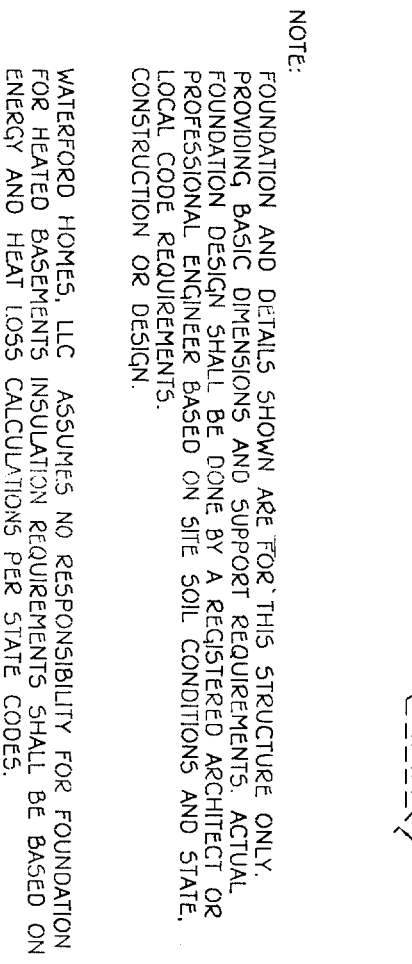 NOTE:
FOUNDATION AND DETAILS SHOWN ARE FOR THIS STRUCTURE ONLY.
PROVIDING BASIC DIMENSIONS AND SUPPORT REQUIREMENTS. ACTUAL
FOUNDATION DESIGN SHALL BE DONE BY A REGISTERED ARCHITECT OR
PROFESSIONAL ENGINEER BASED ON SITE SOIL CONDITIONS AND STATE,
LOCAL CODE REQUIREMENTS.
CONSTRUCTION OR DESIGN.
WATERFORD HOMES, LLC ASSUMES NO RESPONSIBILITY FOR FOUNDATION
FOR HEATED BASEMENTS INSULATION REQUIREMENTS SHALL BE BASED ON
ENERGY AND HEAT LOSS CALCULATIONS PER STATE CODES.